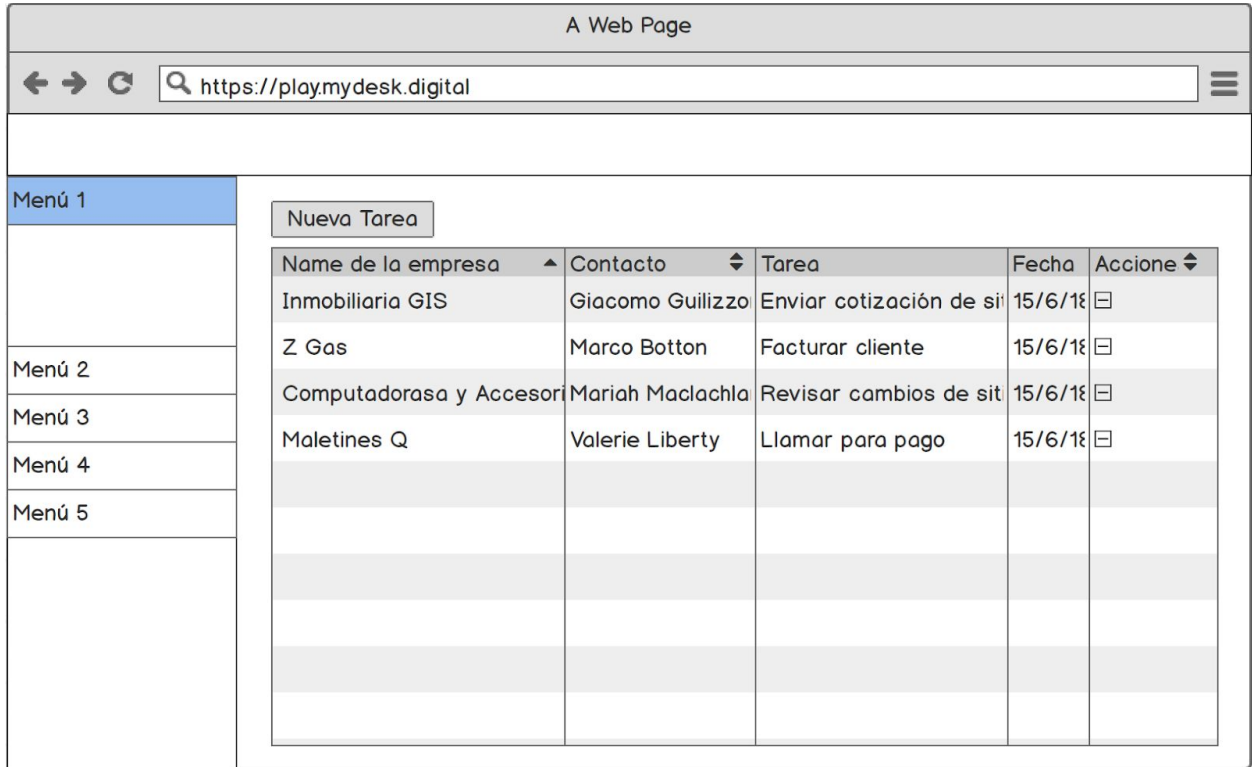 A Web Page
https://play.mydesk.digital
Menú 1
Menú 2
Menú 3
Menú 4
Menú 5
Nueva Tarea
Name de la empresa Contacto Tarea Fecha Accione
Inmobiliaria GIS Giacomo Guilizzo Enviar cotización de sit 15/6/18
Z Gas Marco Botton Facturar cliente 15/6/18
Computadorasa y Accesori Mariah Maclachla Revisar cambios de siti 15/6/18
Maletines Q Valerie Liberty Llamar para pago 15/6/18